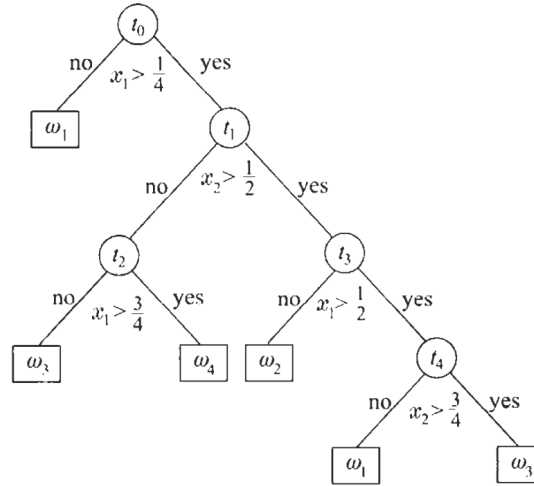 t₀
no yes
x₁ > 1/4
ω₁
t₁
no yes
x₂ > 1/2
t₂ t₃
no yes no yes
x₁ > 3/4 x₁ > 1/2
ω₃ ω₄ ω₂ t₄
no yes
x₂ > 3/4
ω₁ ω₃